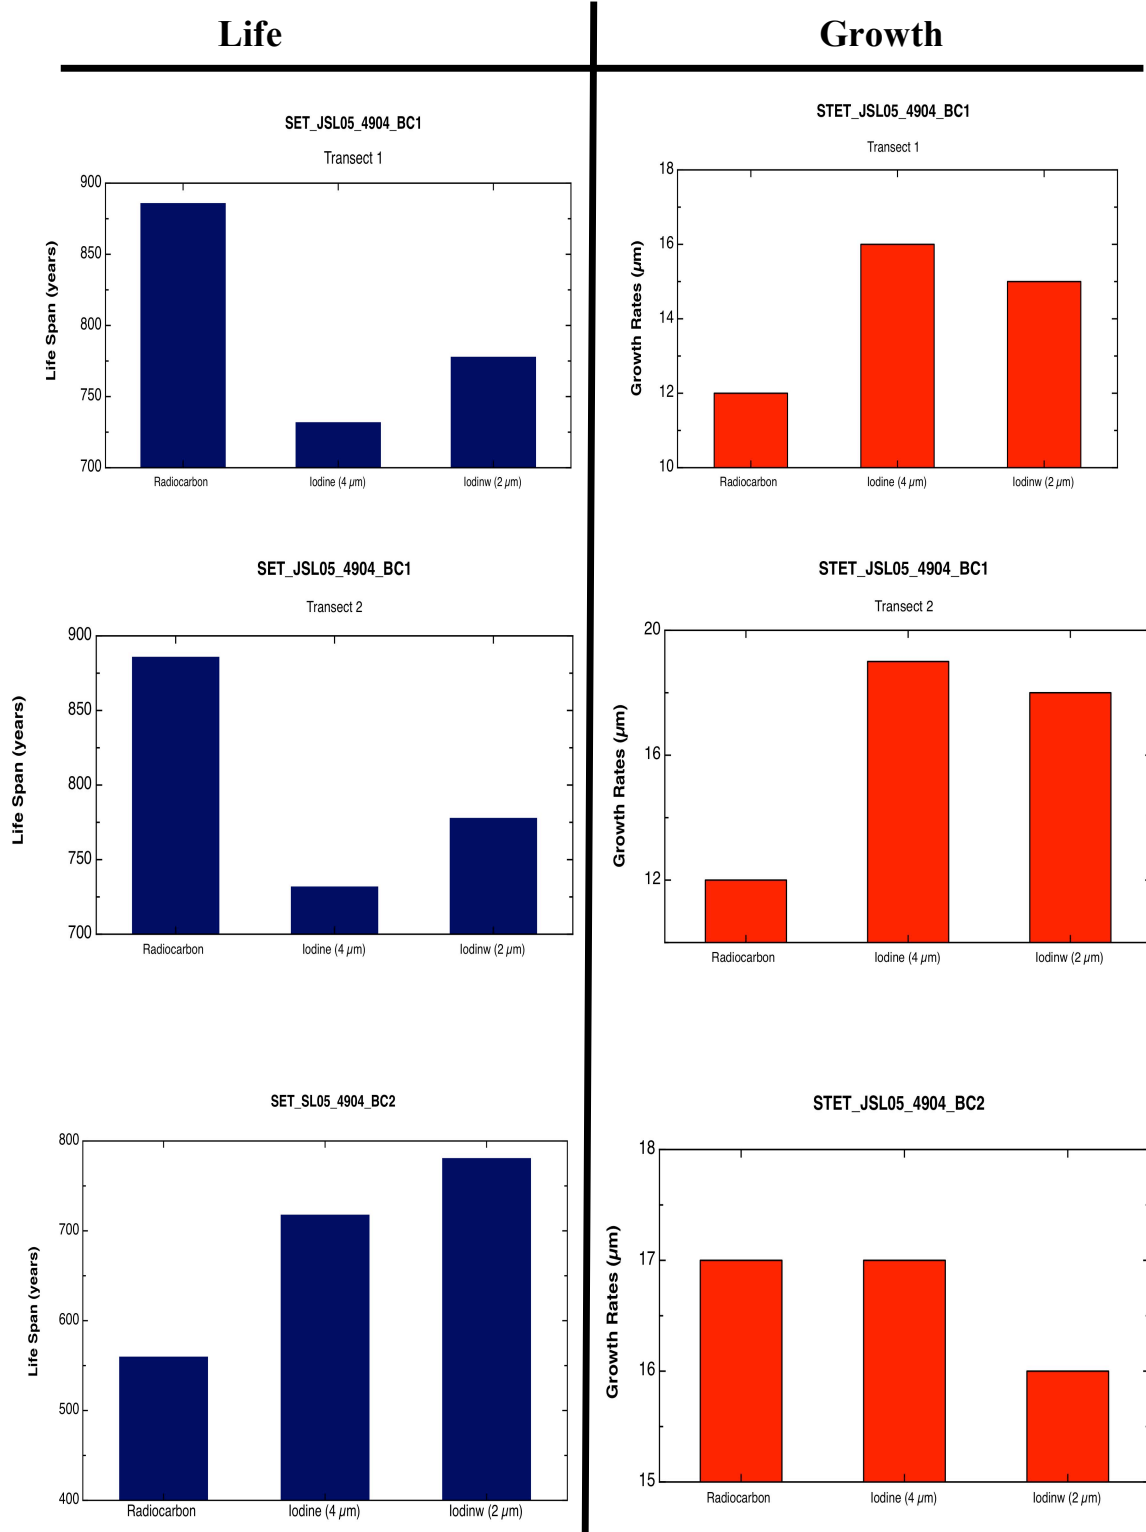 Life
Growth
SET_JSL05_4904_BC1
Transect 1
900
850
800
750
700
Life Span (years)
Radiocarbon
Iodine (4 µm)
Iodinw (2 µm)
STET_JSL05_4904_BC1
Transect 1
18
16
14
12
10
Growth Rates (µm)
Radiocarbon
Iodine (4 µm)
Iodinw (2 µm)
SET_JSL05_4904_BC1
Transect 2
900
850
800
750
700
Life Span (years)
Radiocarbon
Iodine (4 µm)
Iodinw (2 µm)
STET_JSL05_4904_BC1
Transect 2
20
16
12
Growth Rates (µm)
Radiocarbon
Iodine (4 µm)
Iodinw (2 µm)
SET_SL05_4904_BC2
800
700
600
500
400
Life Span (years)
Radiocarbon
Iodine (4 µm)
Iodinw (2 µm)
STET_JSL05_4904_BC2
18
17
16
15
Growth Rates (µm)
Radiocarbon
Iodine (4 µm)
Iodinw (2 µm)